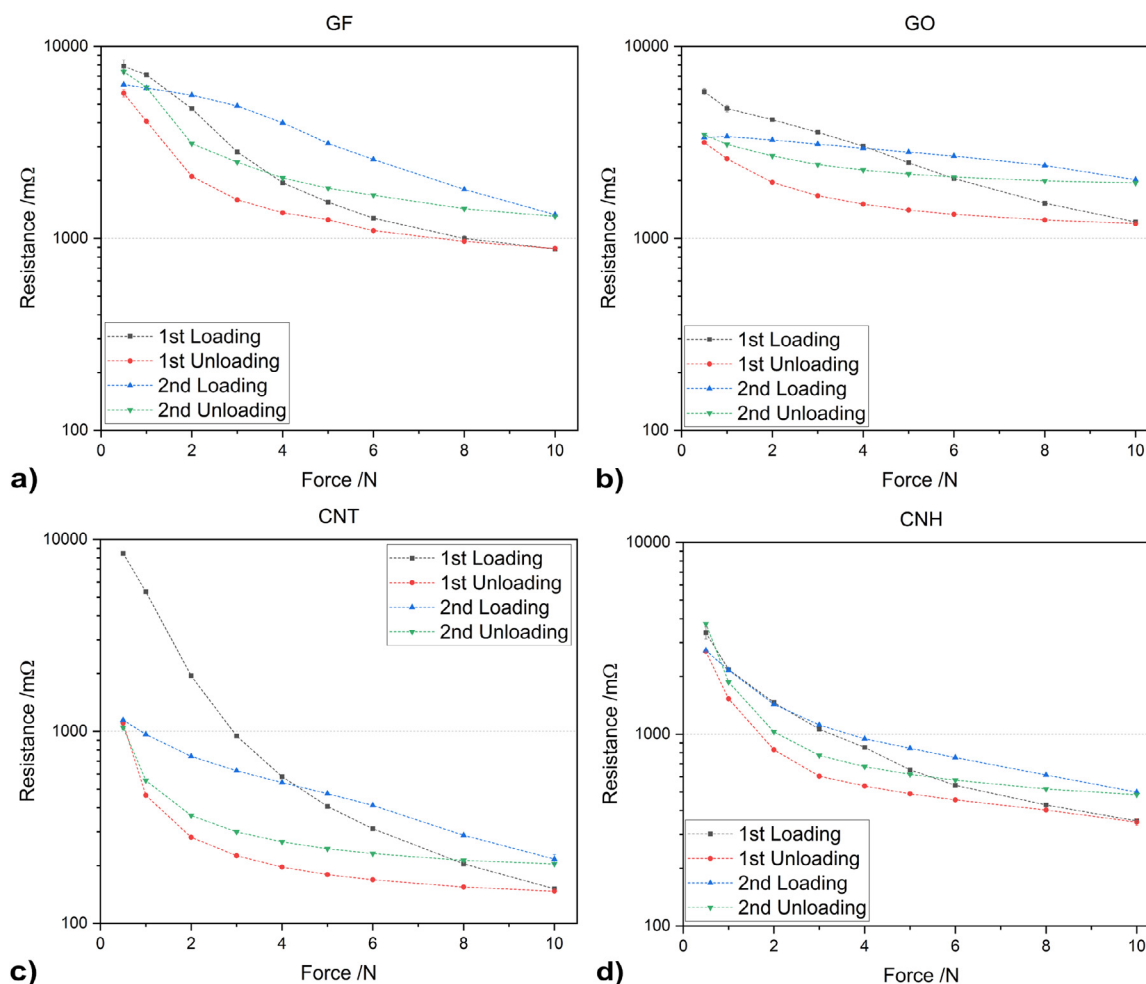 GF
10000
1000
100
Resistance /mΩ
1st Loading
1st Unloading
2nd Loading
2nd Unloading
0 2 4 6 8 10
Force /N
a)
GO
10000
1000
100
Resistance /mΩ
1st Loading
1st Unloading
2nd Loading
2nd Unloading
0 2 4 6 8 10
Force /N
b)
CNT
10000
1000
100
Resistance /mΩ
1st Loading
1st Unloading
2nd Loading
2nd Unloading
0 2 4 6 8 10
Force /N
c)
CNH
10000
1000
100
Resistance /mΩ
1st Loading
1st Unloading
2nd Loading
2nd Unloading
0 2 4 6 8 10
Force /N
d)